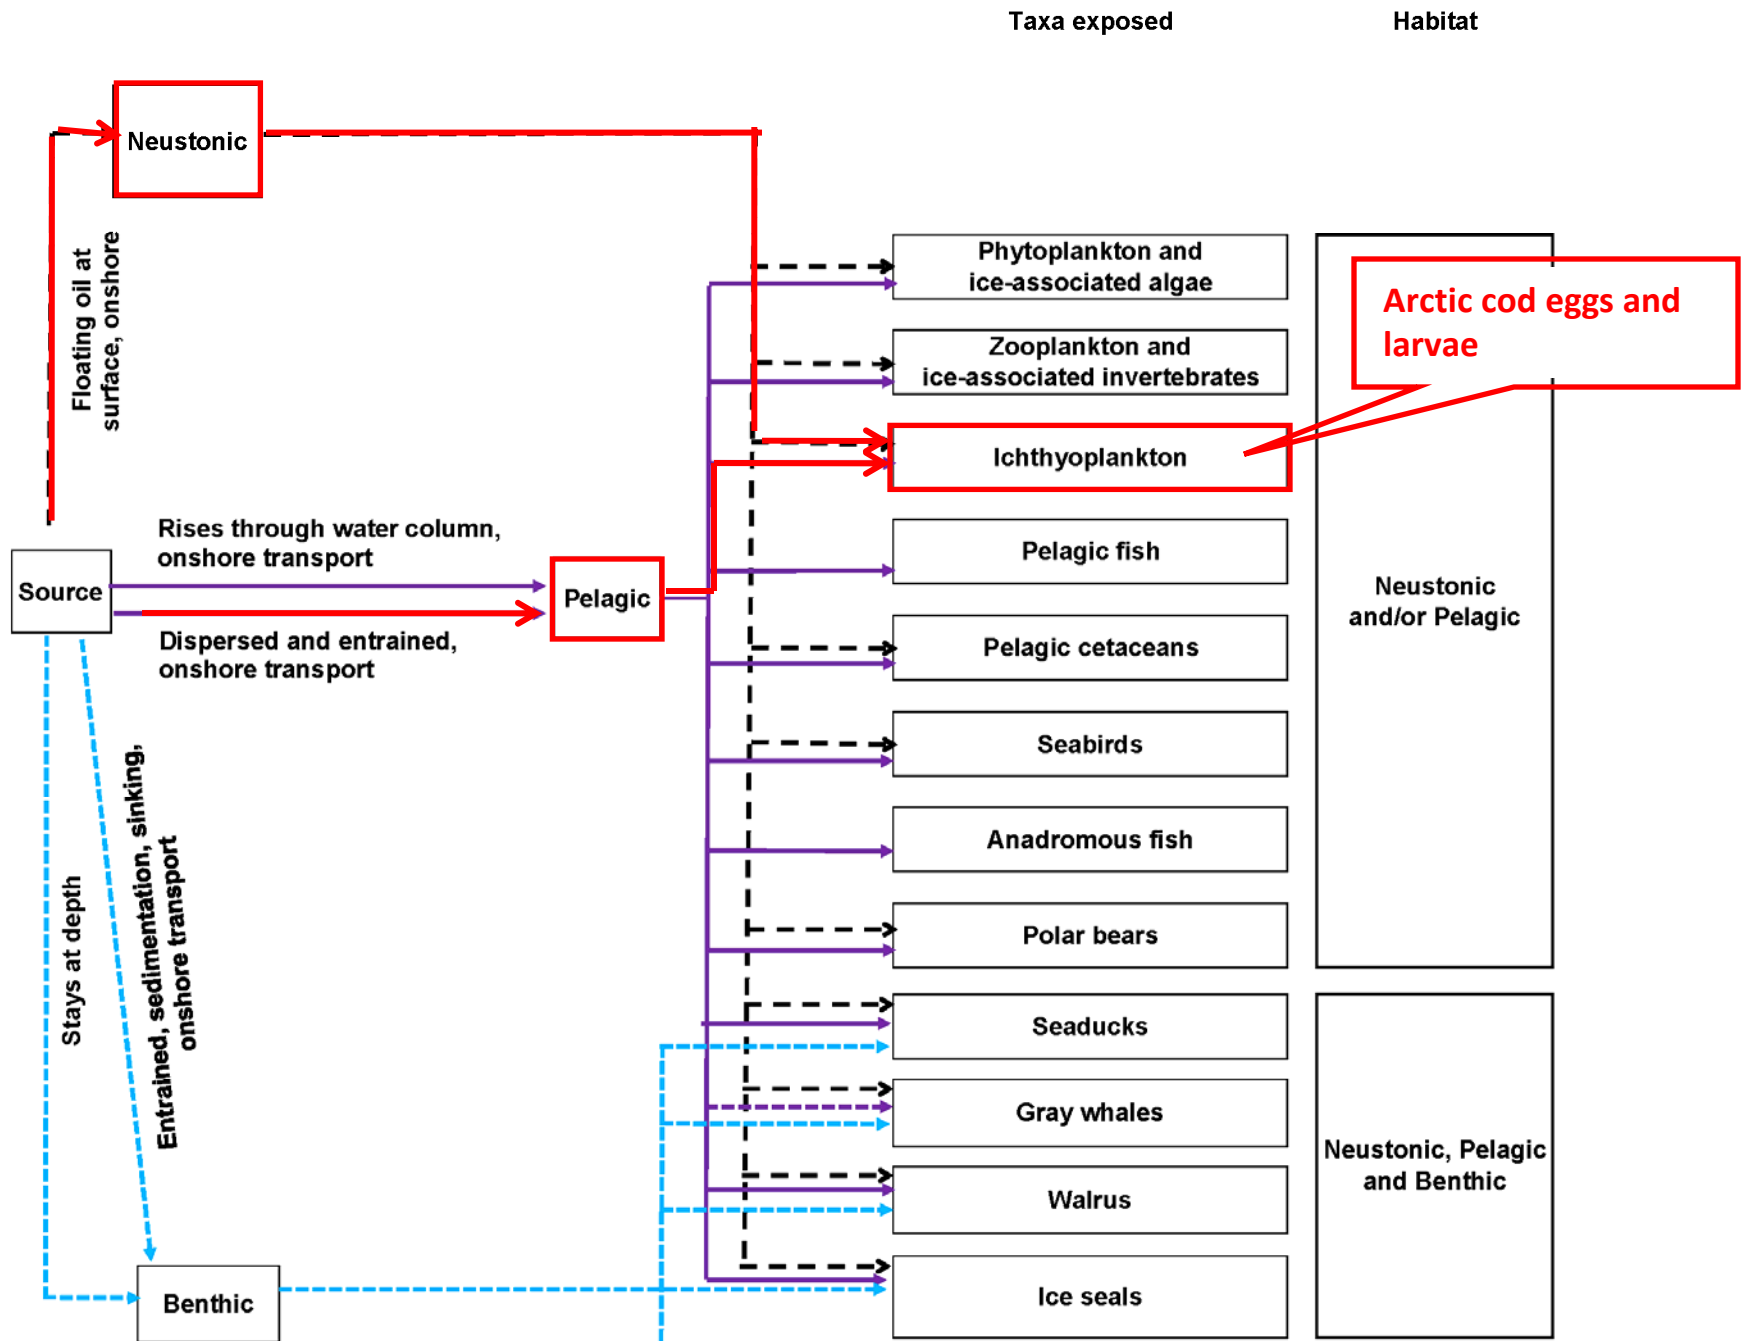 Taxa exposed
Habitat
Neustonic
Floating oil at
surface, onshore
Phytoplankton and
ice-associated algae
Arctic cod eggs and
larvae
Zooplankton and
ice-associated invertebrates
Ichthyoplankton
Rises through water column,
onshore transport
Pelagic fish
Source
Pelagic
Neustonic
and/or Pelagic
Dispersed and entrained,
onshore transport
Pelagic cetaceans
Seabirds
Stays at depth
Entrained, sedimentation, sinking,
onshore transport
Anadromous fish
Polar bears
Seaducks
Gray whales
Neustonic, Pelagic
and Benthic
Walrus
Benthic
Ice seals